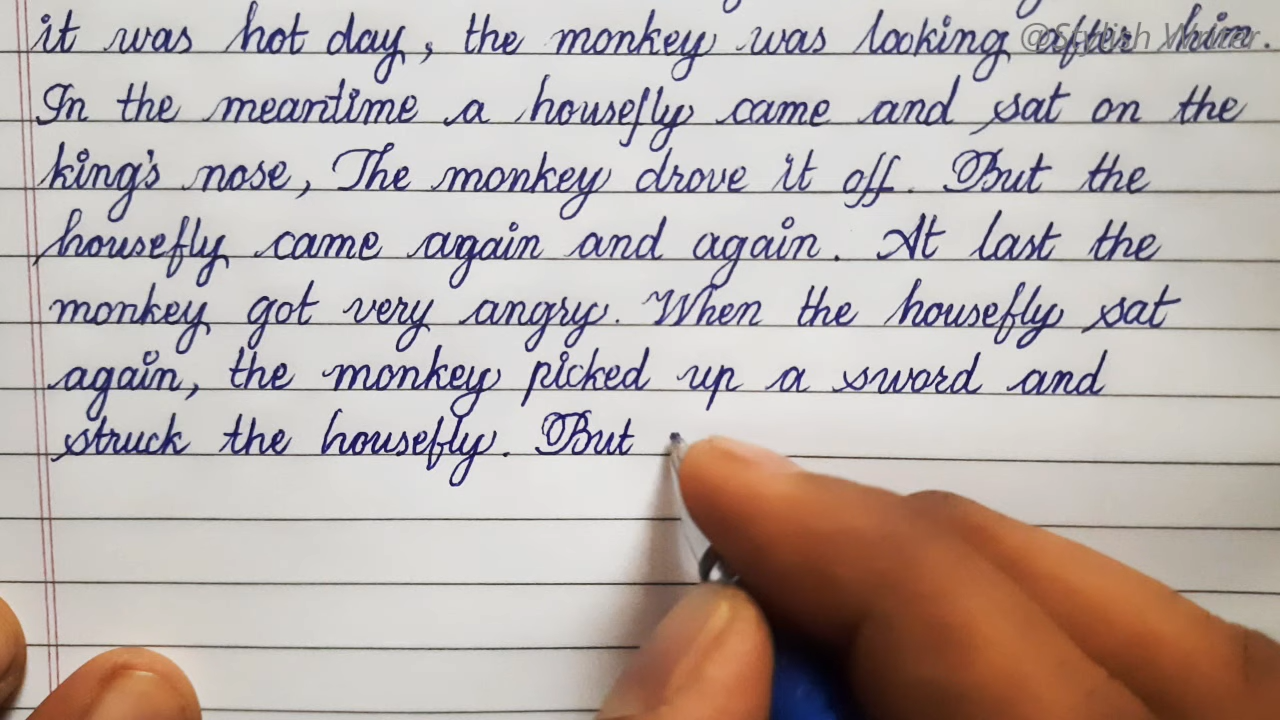 it was hot day, the monkey was looking after him.
In the meantime a housefly came and sat on the
king's nose, The monkey drove it off. But the
housefly came again and again. At last the
monkey got very angry. When the housefly sat
again, the monkey picked up a sword and
struck the housefly. But